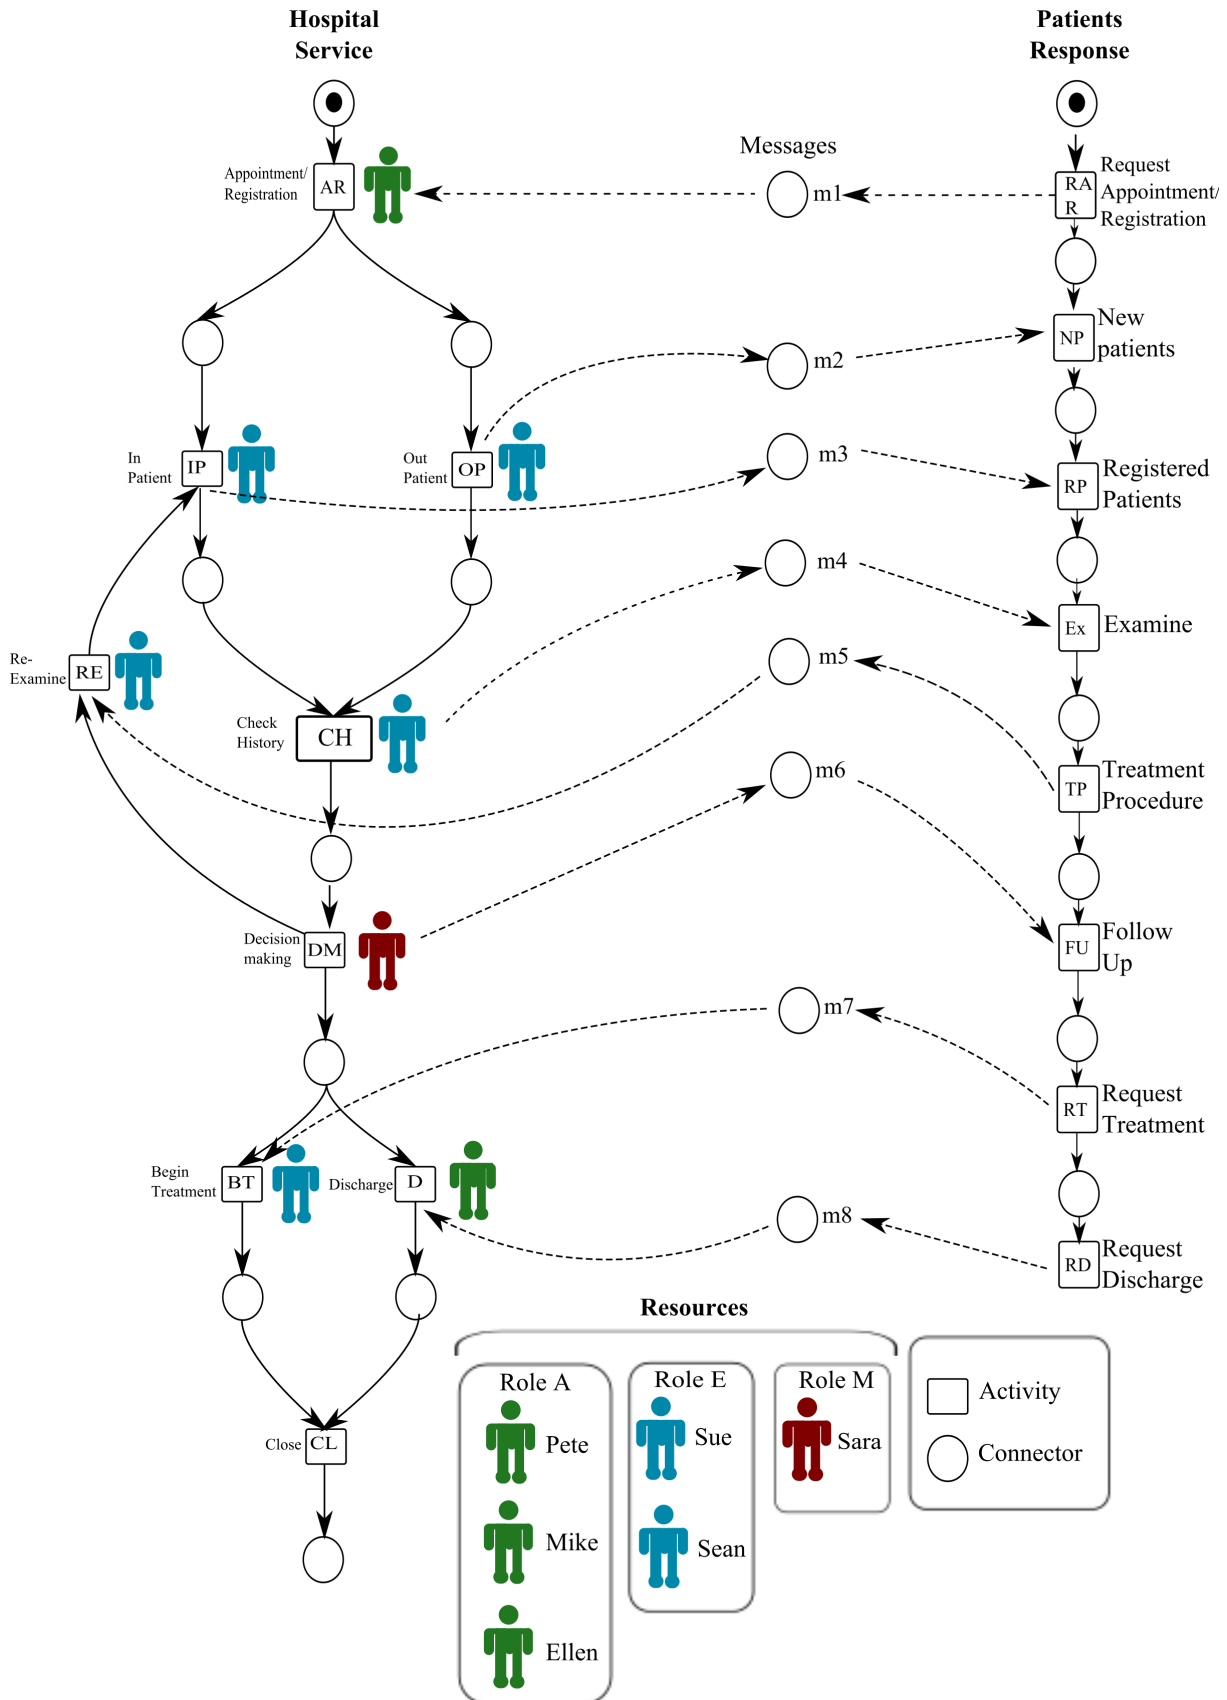 Hospital
Service
Patients
Response
Messages
Appointment/
Registration
AR
m1
RA
R
Request
Appointment/
Registration
m2
NP
New
patients
In
Patient
IP
Out
Patient
OP
m3
RP
Registered
Patients
m4
Ex
Examine
Re-
Examine
RE
m5
Check
History
CH
m6
TP
Treatment
Procedure
Decision
making
DM
FU
Follow
Up
m7
RT
Request
Treatment
Begin
Treatment
BT
Discharge
D
m8
RD
Request
Discharge
Resources
Role A
Pete
Mike
Ellen
Role E
Sue
Sean
Role M
Sara
Activity
Connector
Close
CL